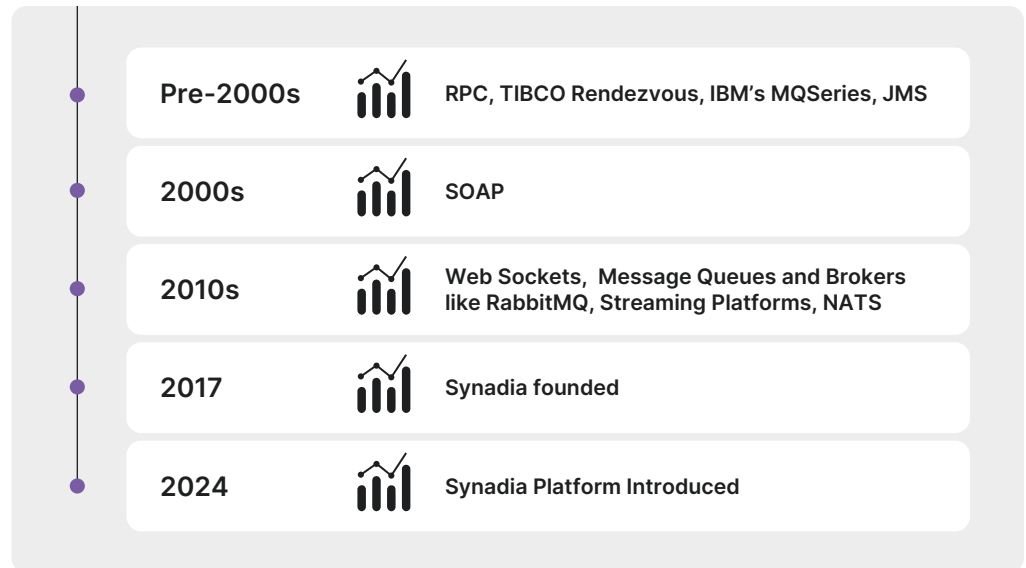 Pre-2000s
RPC, TIBCO Rendezvous, IBM’s MQSeries, JMS
2000s
SOAP
2010s
Web Sockets,  Message Queues and Brokers
like RabbitMQ, Streaming Platforms, NATS
2017
Synadia founded
2024
Synadia Platform Introduced